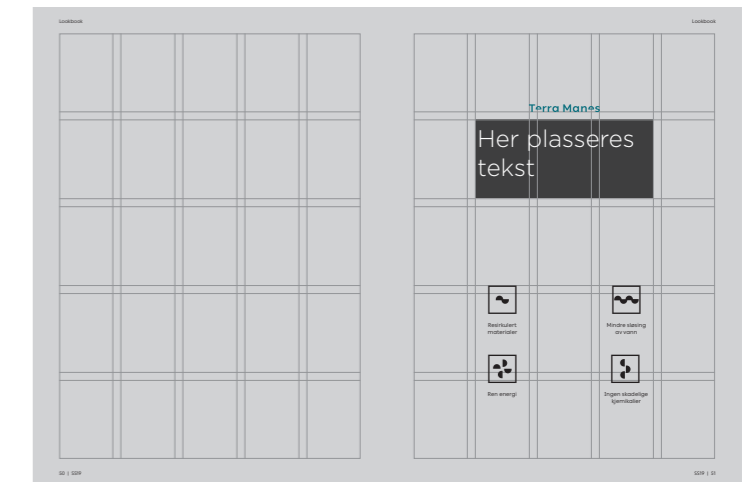 Lookbook
Lookbook
Terra Manes
Her plasseres
tekst
Resirkulert
materialer
Mindre sløsing
av vann
Ren energi
Ingen skadelige
kjemikalier
50 | SS19
SS19 | 51